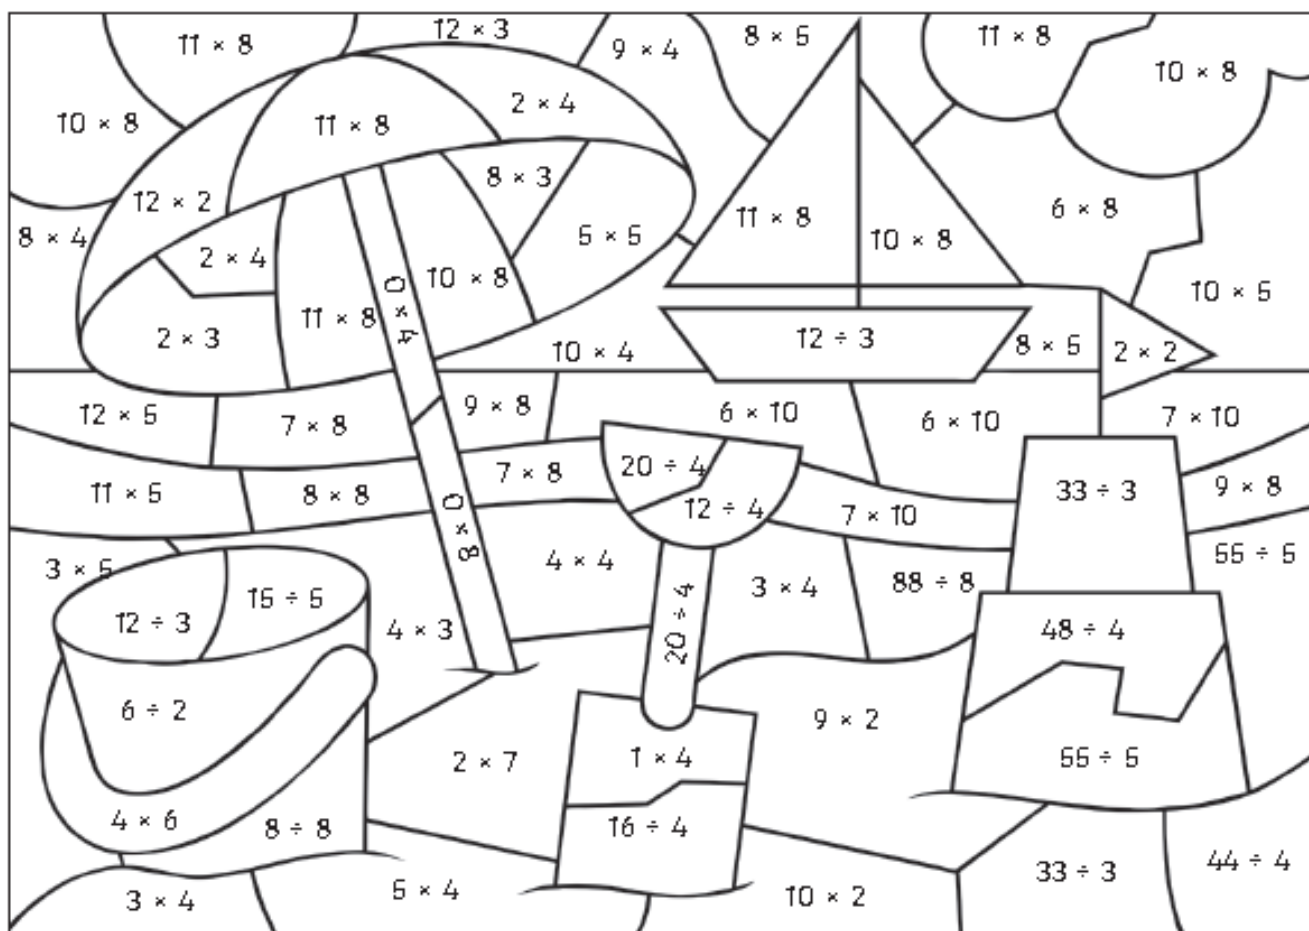 11 × 8
12 × 3
9 × 4
8 × 5
11 × 8
10 × 8
10 × 8
11 × 8
2 × 4
12 × 2
8 × 3
8 × 4
2 × 4
5 × 5
11 × 8
10 × 8
6 × 8
2 × 3
11 × 8
0 × 4
10 × 8
10 × 4
12 ÷ 3
8 × 5
2 × 2
10 × 5
12 × 5
7 × 8
9 × 8
6 × 10
6 × 10
7 × 10
11 × 5
8 × 8
7 × 8
20 ÷ 4
12 ÷ 4
7 × 10
33 ÷ 3
9 × 8
0 × 8
3 × 5
12 ÷ 3
15 ÷ 5
4 × 3
4 × 4
20 ÷ 4
3 × 4
88 ÷ 8
48 ÷ 4
55 ÷ 5
6 ÷ 2
2 × 7
1 × 4
9 × 2
55 ÷ 5
4 × 6
8 ÷ 8
16 ÷ 4
3 × 4
5 × 4
10 × 2
33 ÷ 3
44 ÷ 4